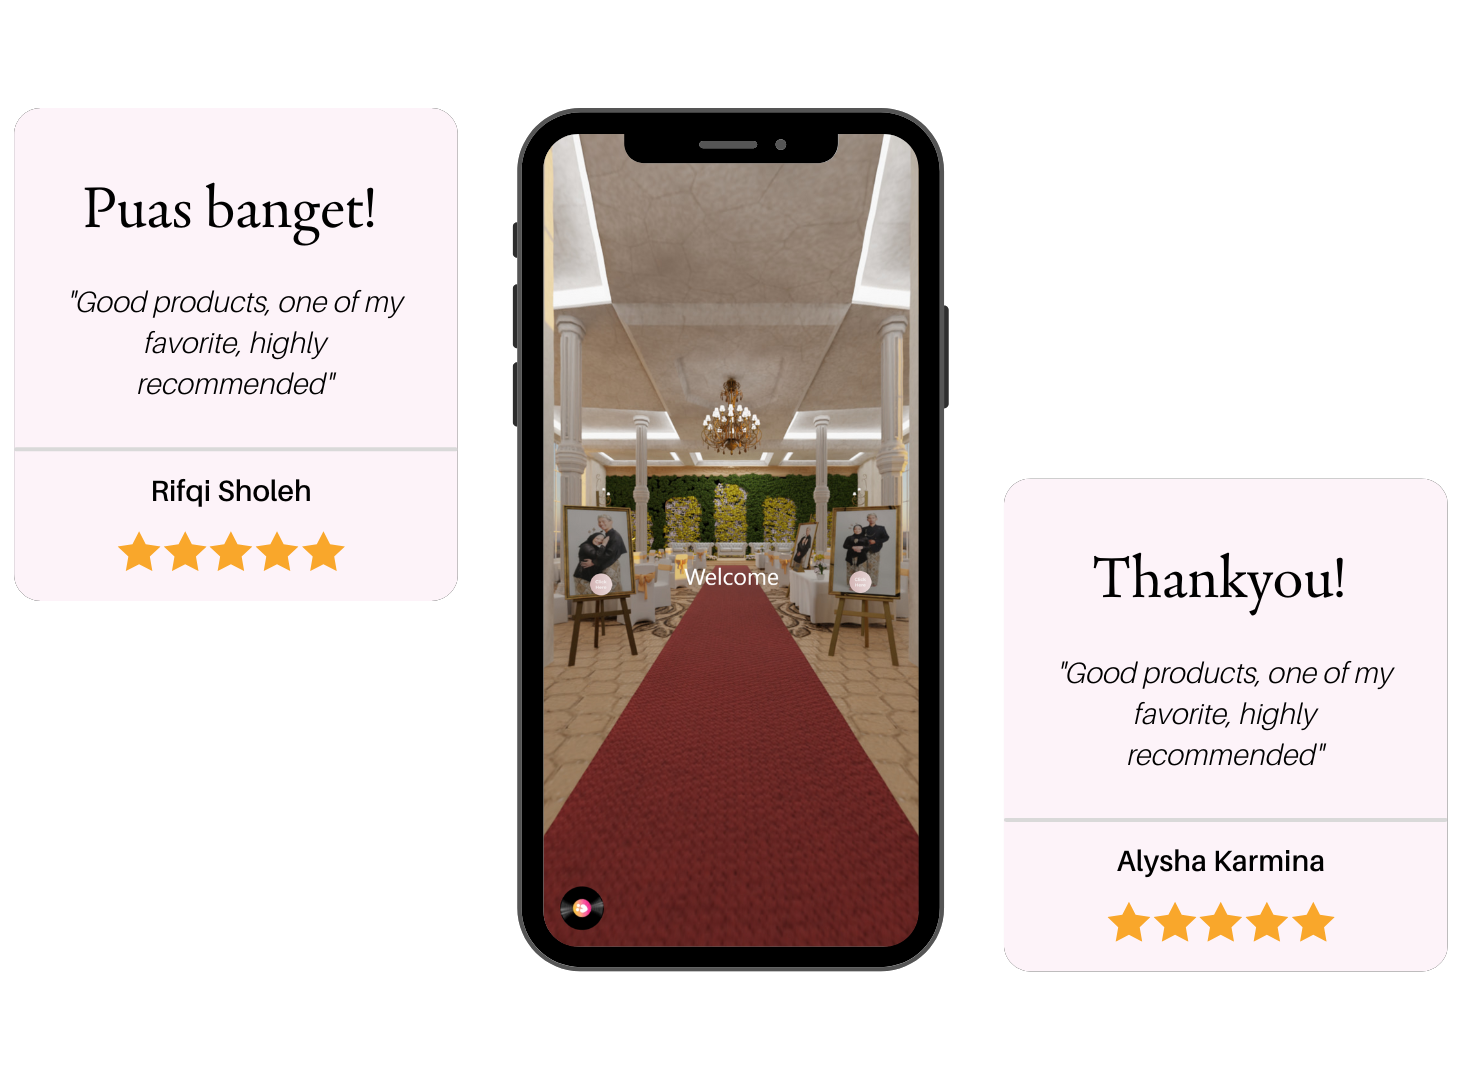 Puas banget!
"Good products, one of my
favorite, highly
recommended"
Rifqi Sholeh
Welcome
Thankyou!
"Good products, one of my
favorite, highly
recommended"
Alysha Karmina